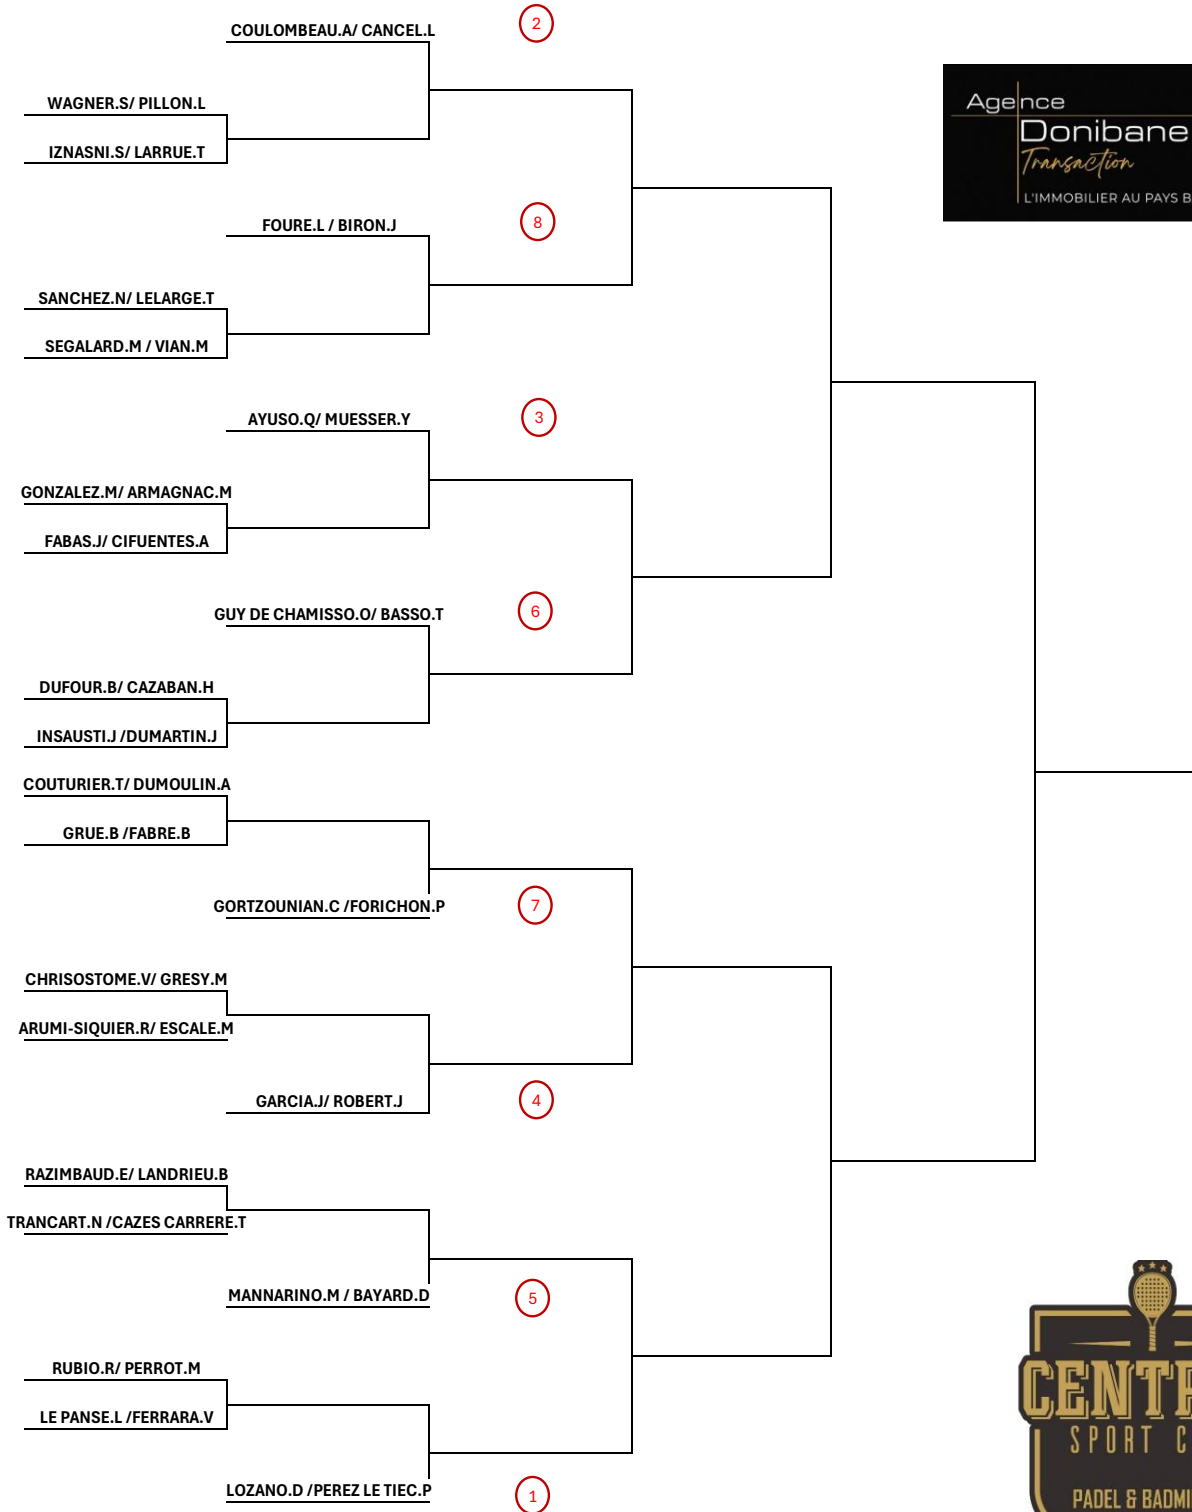 COULOMBEAU.A/ CANCEL.L
2
Agence
Donibane
Transaction
L'IMMOBILIER AU PAYS
WAGNER.S/ PILLON.L
IZNASNI.S/ LARRUE.T
FOURE.L / BIRON.J
8
SANCHEZ.N/ LELARGE.T
SEGALARD.M / VIAN.M
AYUSO.Q/ MUESSER.Y
3
GONZALEZ.M/ ARMAGNAC.M
FABAS.J/ CIFUENTES.A
GUY DE CHAMISSO.O/ BASSO.T
6
DUFOUR.B/ CAZABAN.H
INSAUSTI.J /DUMARTIN.J
COUTURIER.T/ DUMOULIN.A
GRUE.B /FABRE.B
GORTZOUNIAN.C /FORICHON.P
7
CHRISOSTOME.V/ GRESY.M
ARUMI-SIQUIER.R/ ESCALE.M
GARCIA.J/ ROBERT.J
4
RAZIMBAUD.E/ LANDRIEU.B
TRANCART.N /CAZES CARRERE.T
MANNARINO.M / BAYARD.D
5
RUBIO.R/ PERROT.M
LE PANSE.L /FERRARA.V
LOZANO.D /PEREZ LE TIEC.P
1
SPORT
PADEL &